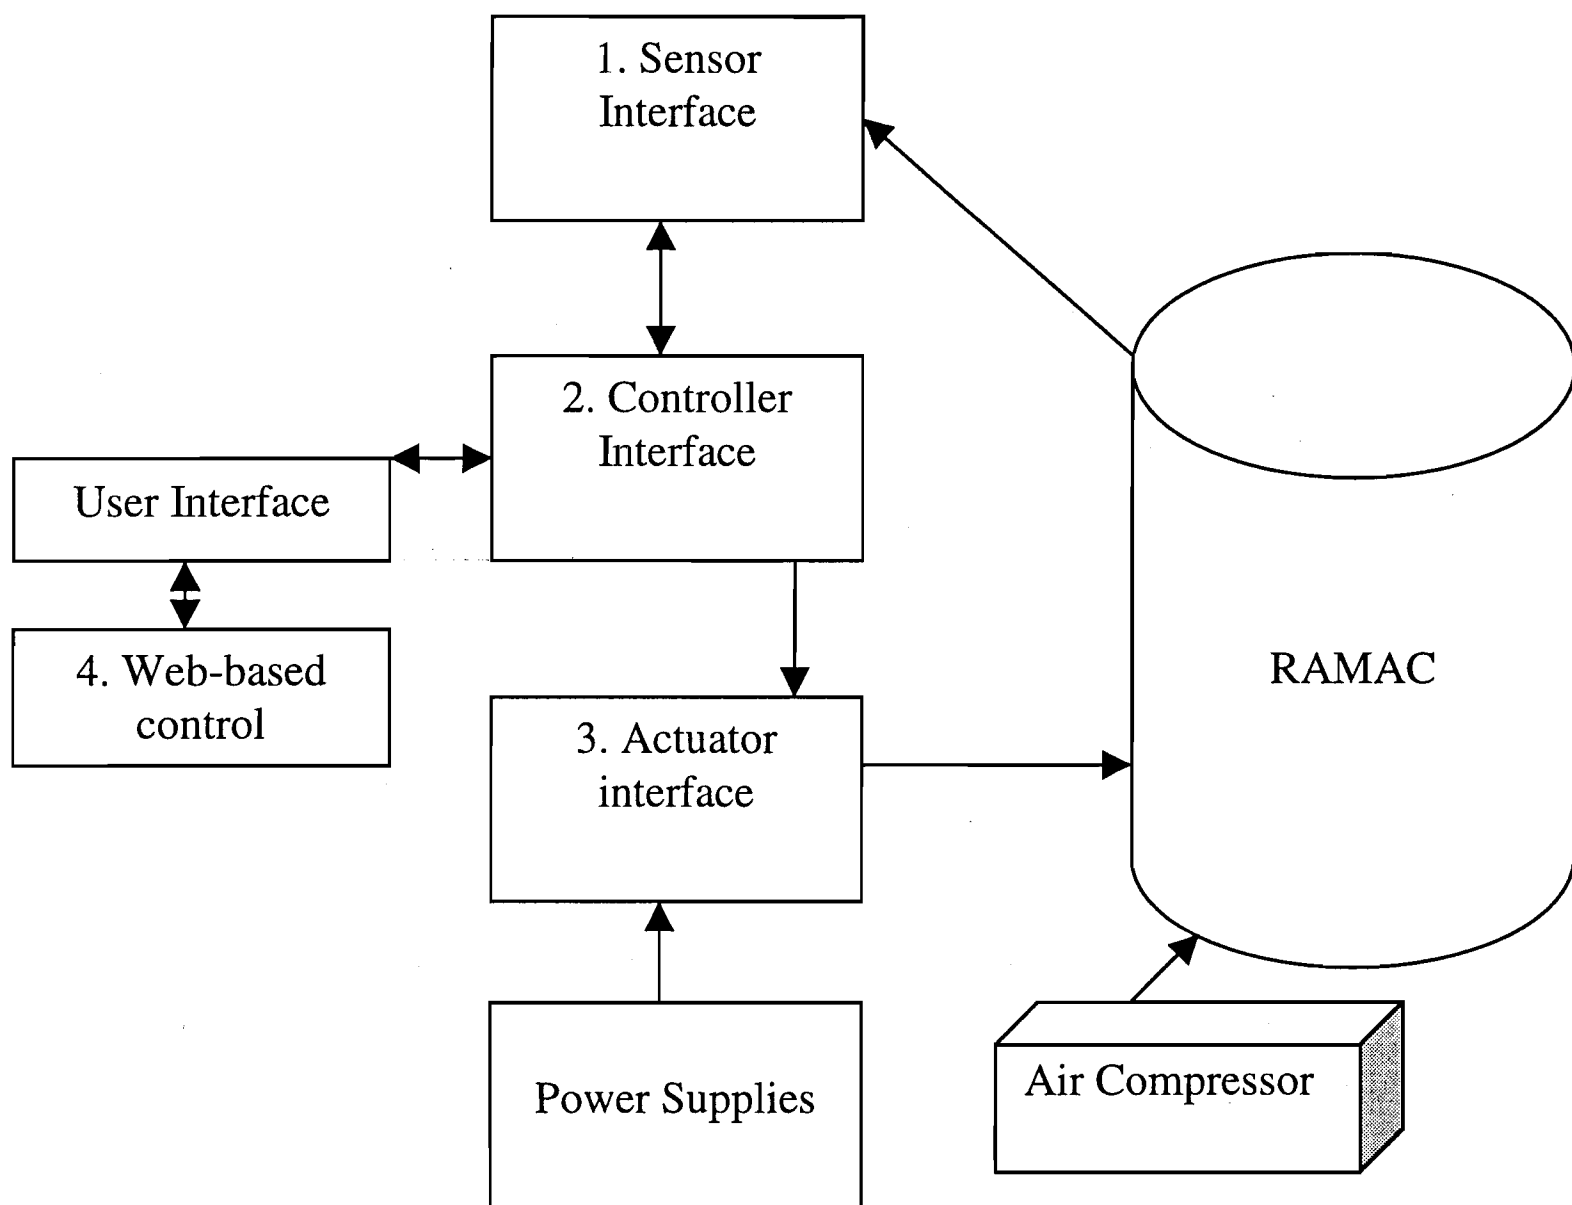 1. Sensor
Interface
2. Controller
Interface
User Interface
4. Web-based
control
RAMAC
3. Actuator
interface
Power Supplies
Air Compressor